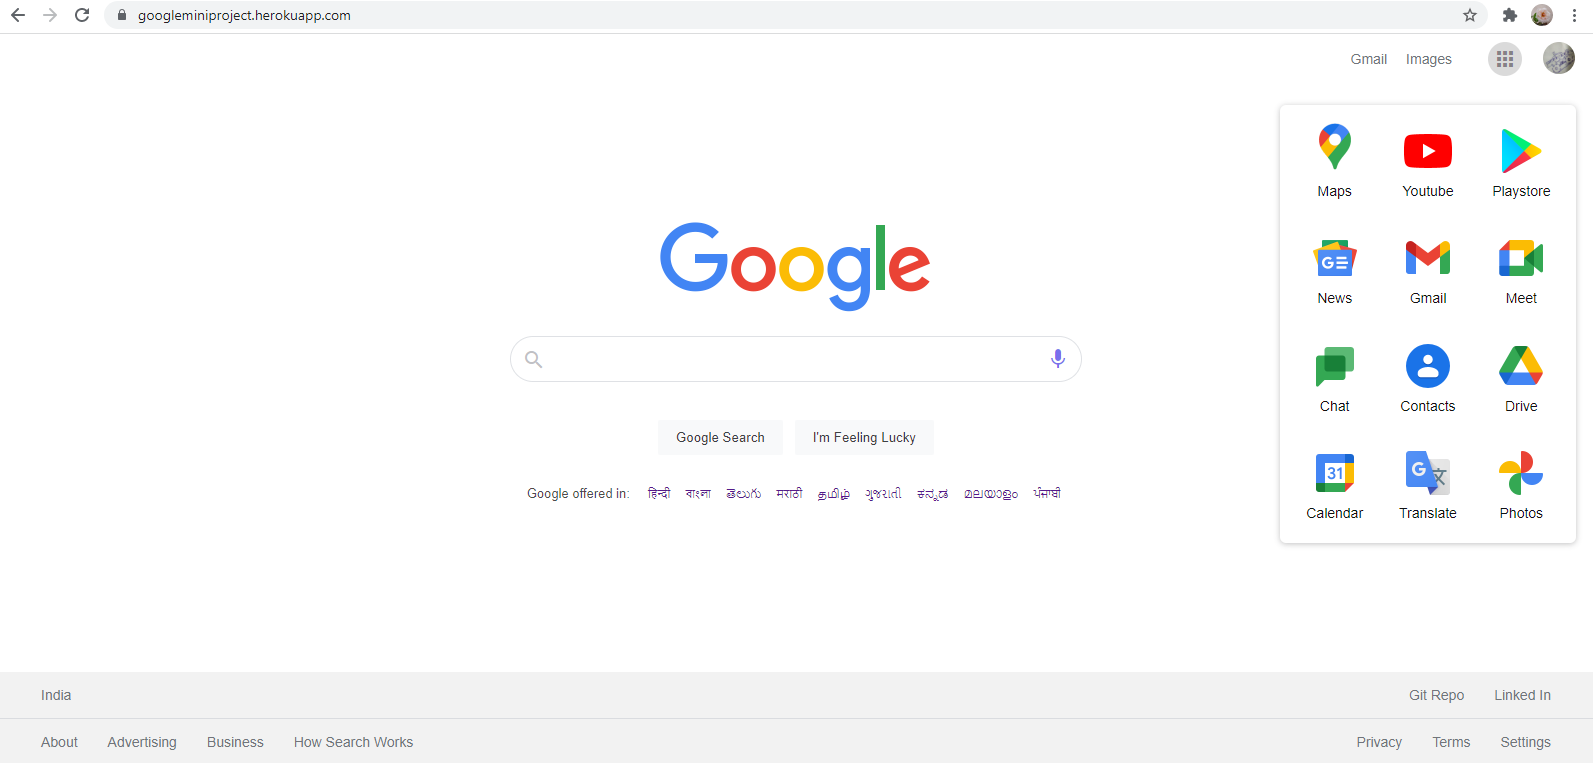 googleminiproject.herokuapp.com
Gmail Images
Maps Youtube Playstore
News Gmail Meet
Chat Contacts Drive
31
Calendar Translate Photos
Google
Google Search I'm Feeling Lucky
Google offered in: हिन्दी বাংলা తెలుగు मराठी தமிழ் ગુજરાતી ಕನ್ನಡ മലയാളം ਪੰਜਾਬੀ
India Git Repo Linked In
About Advertising Business How Search Works Privacy Terms Settings